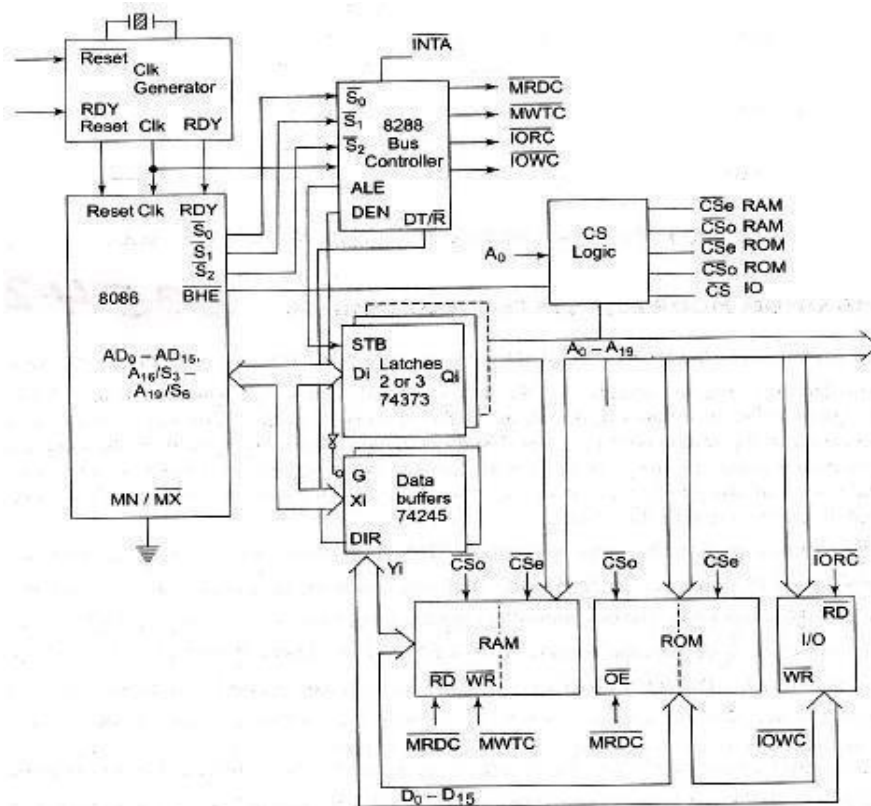 Reset
Clk
Generator
RDY
Reset Clk RDY
INTA
S0
S1
S2
8288
Bus
Controller
ALE
DEN
DT/R
MRDC
MWTC
IORC
IOWC
Reset Clk RDY
S0
S1
S2
BHE
8086
AD0 – AD15,
A16/S3 –
A19/S6
MN / MX
A0
CS
Logic
CSe RAM
CSo RAM
CSe ROM
CSo ROM
CS IO
A0 – A19
STB
Di
Latches
2 or 3
74373
Qi
G
Xi
DIR
Data
buffers
74245
Yi
CSo
CSe
CSo
CSe
IORC
RAM
RD WR
ROM
OE
RD
I/O
WR
MRDC
MWTC
MRDC
IOWC
D0 – D15